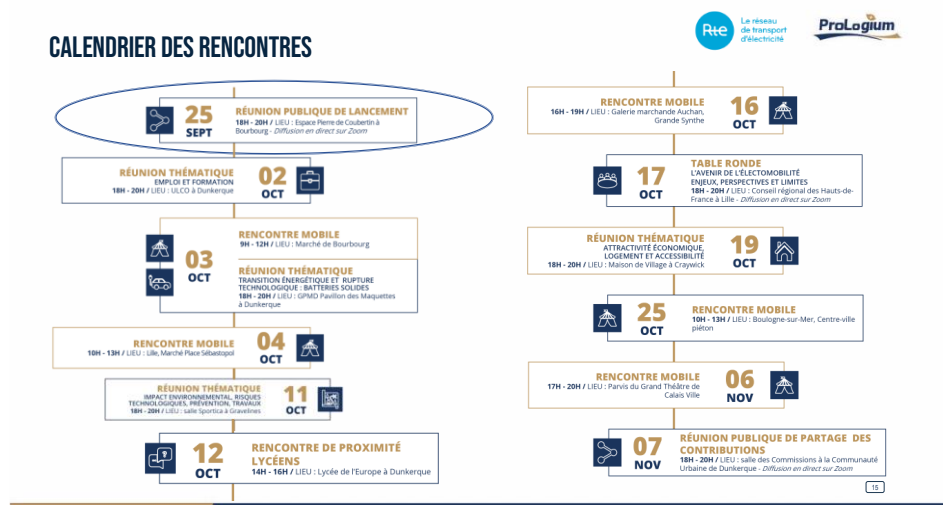 CALENDRIER DES RENCONTRES
Rte
Le réseau
de transport
d'électricité
ProLogium
25
SEPT
RÉUNION PUBLIQUE DE LANCEMENT
18H - 20H / LIEU : Espace Pierre de Coubertin à
Bourbourg - Diffusion en direct sur Zoom
RÉUNION THÉMATIQUE
EMPLOI ET FORMATION
18H - 20H / LIEU : ULCO à Dunkerque
02
OCT
03
OCT
RENCONTRE MOBILE
9H - 12H / LIEU : Marché de Bourbourg
RÉUNION THÉMATIQUE
TRANSITION ÉNERGÉTIQUE ET RUPTURE
TECHNOLOGIQUE : BATTERIES SOLIDES
18H - 20H / LIEU : GPMD Pavillon des Maquettes
à Dunkerque
RENCONTRE MOBILE
10H - 13H / LIEU : Lille, Marché Place Sébastopol
04
OCT
RÉUNION THÉMATIQUE
IMPACT ENVIRONNEMENTAL, RISQUES
TECHNOLOGIQUES, PRÉVENTION, TRAVAUX
18H - 20H / LIEU : salle Sportica à Gravelines
11
OCT
12
OCT
RENCONTRE DE PROXIMITÉ
LYCÉENS
14H - 16H / LIEU : Lycée de l'Europe à Dunkerque
RENCONTRE MOBILE
16H - 19H / LIEU : Galerie marchande Auchan,
Grande Synthe
16
OCT
17
OCT
TABLE RONDE
L'AVENIR DE L'ÉLECTOMOBILITÉ
ENJEUX, PERSPECTIVES ET LIMITES
18H - 20H / LIEU : Conseil régional des Hauts-de-
France à Lille - Diffusion en direct sur Zoom
RÉUNION THÉMATIQUE
ATTRACTIVITÉ ÉCONOMIQUE,
LOGEMENT ET ACCESSIBILITÉ
18H - 20H / LIEU : Maison de Village à Craywick
19
OCT
25
OCT
RENCONTRE MOBILE
10H - 13H / LIEU : Boulogne-sur-Mer, Centre-ville
piéton
RENCONTRE MOBILE
17H - 20H / LIEU : Parvis du Grand Théâtre de
Calais Ville
06
NOV
07
NOV
RÉUNION PUBLIQUE DE PARTAGE DES
CONTRIBUTIONS
18H - 20H / LIEU : salle des Commissions à la Communauté
Urbaine de Dunkerque - Diffusion en direct sur Zoom
15